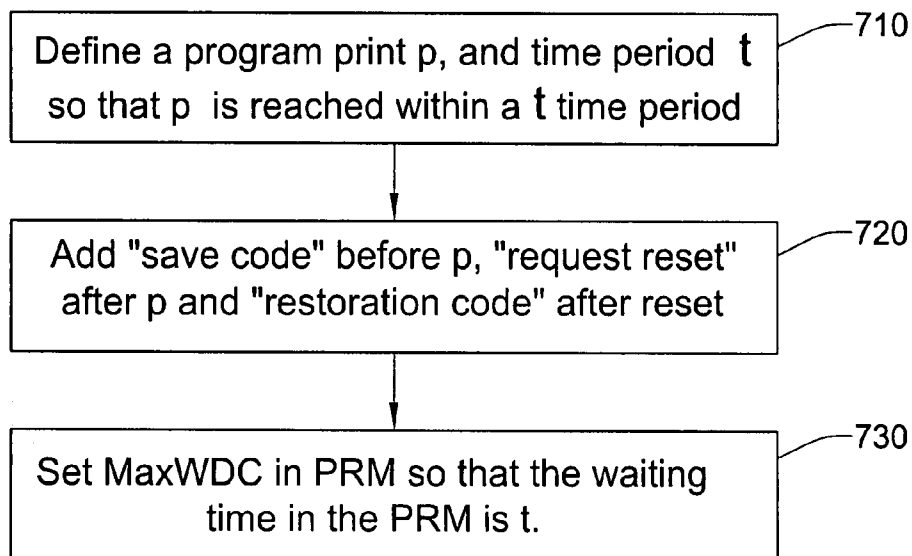 710
Define a program print p, and time period t
so that p is reached within a t time period
720
Add "save code" before p, "request reset"
after p and "restoration code" after reset
730
Set MaxWDC in PRM so that the waiting
time in the PRM is t.